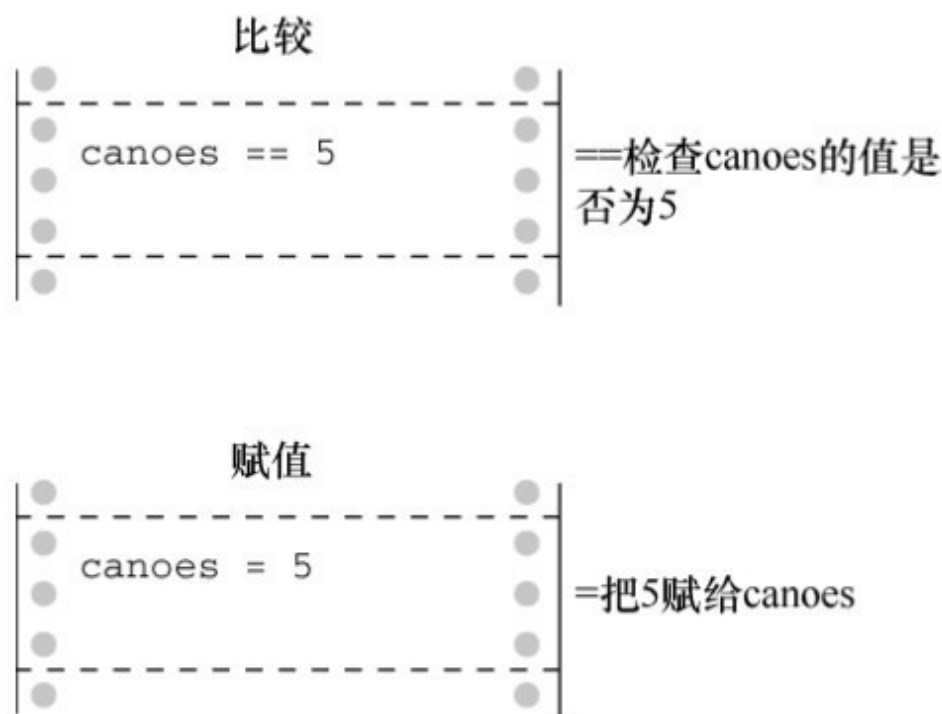 比较
canoes == 5
==检查canoes的值是
否为5
赋值
canoes = 5
=把5赋给canoes